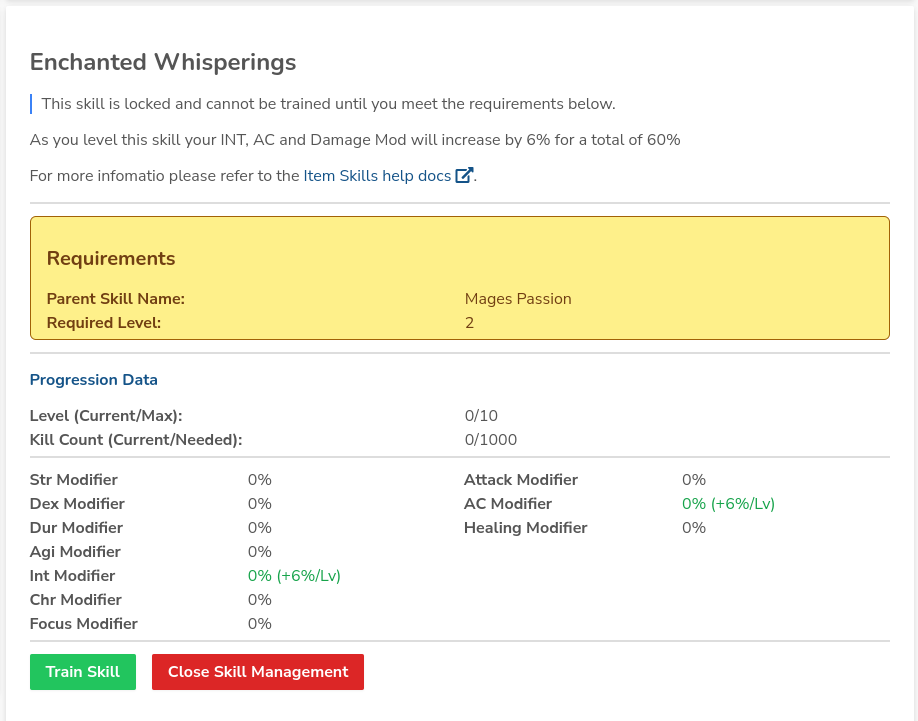 Enchanted Whisperings
This skill is locked and cannot be trained until you meet the requirements below.
As you level this skill your INT, AC and Damage Mod will increase by 6% for a total of 60%
For more infomatio please refer to the Item Skills help docs.
Requirements
Parent Skill Name: Mages Passion
Required Level: 2
Progression Data
Level (Current/Max): 0/10
Kill Count (Current/Needed): 0/1000
Str Modifier 0% Attack Modifier 0%
Dex Modifier 0% AC Modifier 0% (+6%/Lv)
Dur Modifier 0% Healing Modifier 0%
Agi Modifier 0%
Int Modifier 0% (+6%/Lv)
Chr Modifier 0%
Focus Modifier 0%
Train Skill Close Skill Management